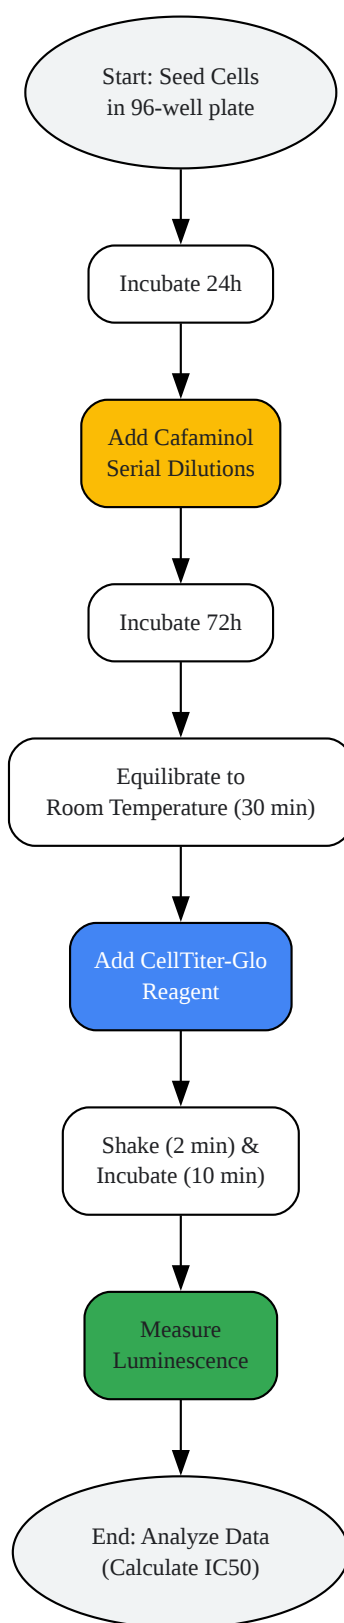 Start: Seed Cells
in 96-well plate
Incubate 24h
Add Cafaminol
Serial Dilutions
Incubate 72h
Equilibrate to
Room Temperature (30 min)
Add CellTiter-Glo
Reagent
Shake (2 min) &
Incubate (10 min)
Measure
Luminescence
End: Analyze Data
(Calculate IC50)